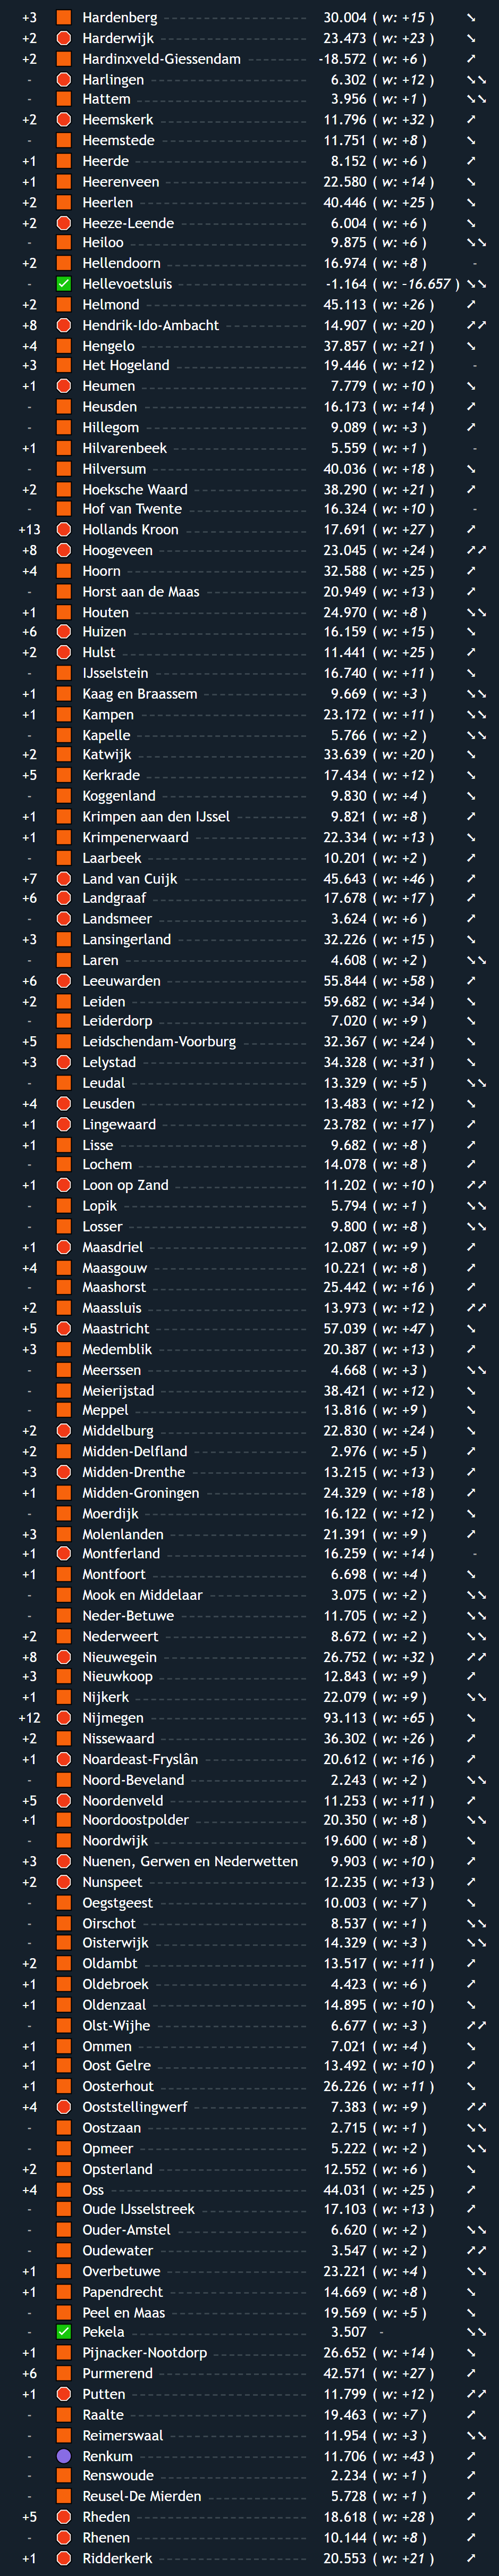 +3 Hardenberg 30.004 ( w: +15 ) ➘
+2 Harderwijk 23.473 ( w: +23 ) ➘
+2 Hardinxveld-Giessendam -18.572 ( w: +6 ) ➚
- Harlingen 6.302 ( w: +12 ) ➘➘
- Hattem 3.956 ( w: +1 ) ➘➘
+2 Heemskerk 11.796 ( w: +32 ) ➚
- Heemstede 11.751 ( w: +8 ) ➘
+1 Heerde 8.152 ( w: +6 ) ➚
+1 Heerenveen 22.580 ( w: +14 ) ➘
+2 Heerlen 40.446 ( w: +25 ) ➘
+2 Heeze-Leende 6.004 ( w: +6 ) ➘
- Heiloo 9.875 ( w: +6 ) ➘➘
+2 Hellendoorn 16.974 ( w: +8 ) -
- Hellevoetsluis -1.164 ( w: -16.657 ) ➘➘
+2 Helmond 45.113 ( w: +26 ) ➚
+8 Hendrik-Ido-Ambacht 14.907 ( w: +20 ) ➚➚
+4 Hengelo 37.857 ( w: +21 ) ➘
+3 Het Hogeland 19.446 ( w: +12 ) -
+1 Heumen 7.779 ( w: +10 ) ➘
- Heusden 16.173 ( w: +14 ) ➚
- Hillegom 9.089 ( w: +3 ) ➚
+1 Hilvarenbeek 5.559 ( w: +1 ) -
- Hilversum 40.036 ( w: +18 ) ➘
+2 Hoeksche Waard 38.290 ( w: +21 ) ➚
- Hof van Twente 16.324 ( w: +10 ) -
+13 Hollands Kroon 17.691 ( w: +27 ) ➚
+8 Hoogeveen 23.045 ( w: +24 ) ➚➚
+4 Hoorn 32.588 ( w: +25 ) ➚
- Horst aan de Maas 20.949 ( w: +13 ) ➚
+1 Houten 24.970 ( w: +8 ) ➘➘
+6 Huizen 16.159 ( w: +15 ) ➘
+2 Hulst 11.441 ( w: +25 ) ➚
- IJsselstein 16.740 ( w: +11 ) ➘
+1 Kaag en Braassem 9.669 ( w: +3 ) ➘➘
+1 Kampen 23.172 ( w: +11 ) ➘➘
- Kapelle 5.766 ( w: +2 ) ➘➘
+2 Katwijk 33.639 ( w: +20 ) ➘
+5 Kerkrade 17.434 ( w: +12 ) ➘
- Koggenland 9.830 ( w: +4 ) ➘
+1 Krimpen aan den IJssel 9.821 ( w: +8 ) ➚
+1 Krimpenerwaard 22.334 ( w: +13 ) ➘
- Laarbeek 10.201 ( w: +2 ) ➚
+7 Land van Cuijk 45.643 ( w: +46 ) ➚
+6 Landgraaf 17.678 ( w: +17 ) ➚
- Landsmeer 3.624 ( w: +6 ) ➚
+3 Lansingerland 32.226 ( w: +15 ) ➘
- Laren 4.608 ( w: +2 ) ➘➘
+6 Leeuwarden 55.844 ( w: +58 ) ➚
+2 Leiden 59.682 ( w: +34 ) ➘
- Leiderdorp 7.020 ( w: +9 ) ➘
+5 Leidschendam-Voorburg 32.367 ( w: +24 ) ➘
+3 Lelystad 34.328 ( w: +31 ) ➘
- Leudal 13.329 ( w: +5 ) ➘➘
+4 Leusden 13.483 ( w: +12 ) ➘
+1 Lingewaard 23.782 ( w: +17 ) ➚
+1 Lisse 9.682 ( w: +8 ) ➚
- Lochem 14.078 ( w: +8 ) ➚
+1 Loon op Zand 11.202 ( w: +10 ) ➚➚
- Lopik 5.794 ( w: +1 ) ➘➘
- Losser 9.800 ( w: +8 ) ➘➘
+1 Maasdriel 12.087 ( w: +9 ) ➚
+4 Maasgouw 10.221 ( w: +8 ) ➚
- Maashorst 25.442 ( w: +16 ) ➚
+2 Maassluis 13.973 ( w: +12 ) ➚➚
+5 Maastricht 57.039 ( w: +47 ) ➘
+3 Medemblik 20.387 ( w: +13 ) ➚
- Meerssen 4.668 ( w: +3 ) ➘➘
- Meierijstad 38.421 ( w: +12 ) ➘
- Meppel 13.816 ( w: +9 ) ➘
+2 Middelburg 22.830 ( w: +24 ) ➘
+2 Midden-Delfland 2.976 ( w: +5 ) ➚
+3 Midden-Drenthe 13.215 ( w: +13 ) ➚
+1 Midden-Groningen 24.329 ( w: +18 ) ➚
- Moerdijk 16.122 ( w: +12 ) ➘
+3 Molenlanden 21.391 ( w: +9 ) ➚
+1 Montferland 16.259 ( w: +14 ) -
+1 Montfoort 6.698 ( w: +4 ) ➘
- Mook en Middelaar 3.075 ( w: +2 ) ➘➘
- Neder-Betuwe 11.705 ( w: +2 ) ➘➘
+2 Nederweert 8.672 ( w: +2 ) ➘➘
+8 Nieuwegein 26.752 ( w: +32 ) ➚➚
+3 Nieuwkoop 12.843 ( w: +9 ) ➚
+1 Nijkerk 22.079 ( w: +9 ) ➘➘
+12 Nijmegen 93.113 ( w: +65 ) ➘
+2 Nissewaard 36.302 ( w: +26 ) ➚
+1 Noardeast-Fryslân 20.612 ( w: +16 ) ➚
- Noord-Beveland 2.243 ( w: +2 ) ➘➘
+5 Noordenveld 11.253 ( w: +11 ) ➚
+1 Noordoostpolder 20.350 ( w: +8 ) ➘➘
- Noordwijk 19.600 ( w: +8 ) ➘
+3 Nuenen, Gerwen en Nederwetten 9.903 ( w: +10 ) ➚
+2 Nunspeet 12.235 ( w: +13 ) ➚
- Oegstgeest 10.003 ( w: +7 ) ➘
- Oirschot 8.537 ( w: +1 ) ➘➘
- Oisterwijk 14.329 ( w: +3 ) ➘➘
+2 Oldambt 13.517 ( w: +11 ) ➚
+1 Oldebroek 4.423 ( w: +6 ) ➚
+1 Oldenzaal 14.895 ( w: +10 ) ➘
- Olst-Wijhe 6.677 ( w: +3 ) ➚➚
+1 Ommen 7.021 ( w: +4 ) ➘
+1 Oost Gelre 13.492 ( w: +10 ) ➚
+1 Oosterhout 26.226 ( w: +11 ) ➘
+4 Ooststellingwerf 7.383 ( w: +9 ) ➚➚
- Oostzaan 2.715 ( w: +1 ) ➘➘
- Opmeer 5.222 ( w: +2 ) ➘➘
+2 Opsterland 12.552 ( w: +6 ) ➘
+4 Oss 44.031 ( w: +25 ) ➚
- Oude IJsselstreek 17.103 ( w: +13 ) ➚
- Ouder-Amstel 6.620 ( w: +2 ) ➘➘
- Oudewater 3.547 ( w: +2 ) ➚➚
+1 Overbetuwe 23.221 ( w: +4 ) ➘➘
+1 Papendrecht 14.669 ( w: +8 ) ➘
- Peel en Maas 19.569 ( w: +5 ) ➘
- Pekela 3.507 - ➘➘
+1 Pijnacker-Nootdorp 26.652 ( w: +14 ) ➘
+6 Purmerend 42.571 ( w: +27 ) ➚
+1 Putten 11.799 ( w: +12 ) ➚➚
- Raalte 19.463 ( w: +7 ) ➚
- Reimerswaal 11.954 ( w: +3 ) ➘➘
- Renkum 11.706 ( w: +43 ) ➚
- Renswoude 2.234 ( w: +1 ) ➚
- Reusel-De Mierden 5.728 ( w: +1 ) ➚
+5 Rheden 18.618 ( w: +28 ) ➚
- Rhenen 10.144 ( w: +8 ) ➚
+1 Ridderkerk 20.553 ( w: +21 ) ➚